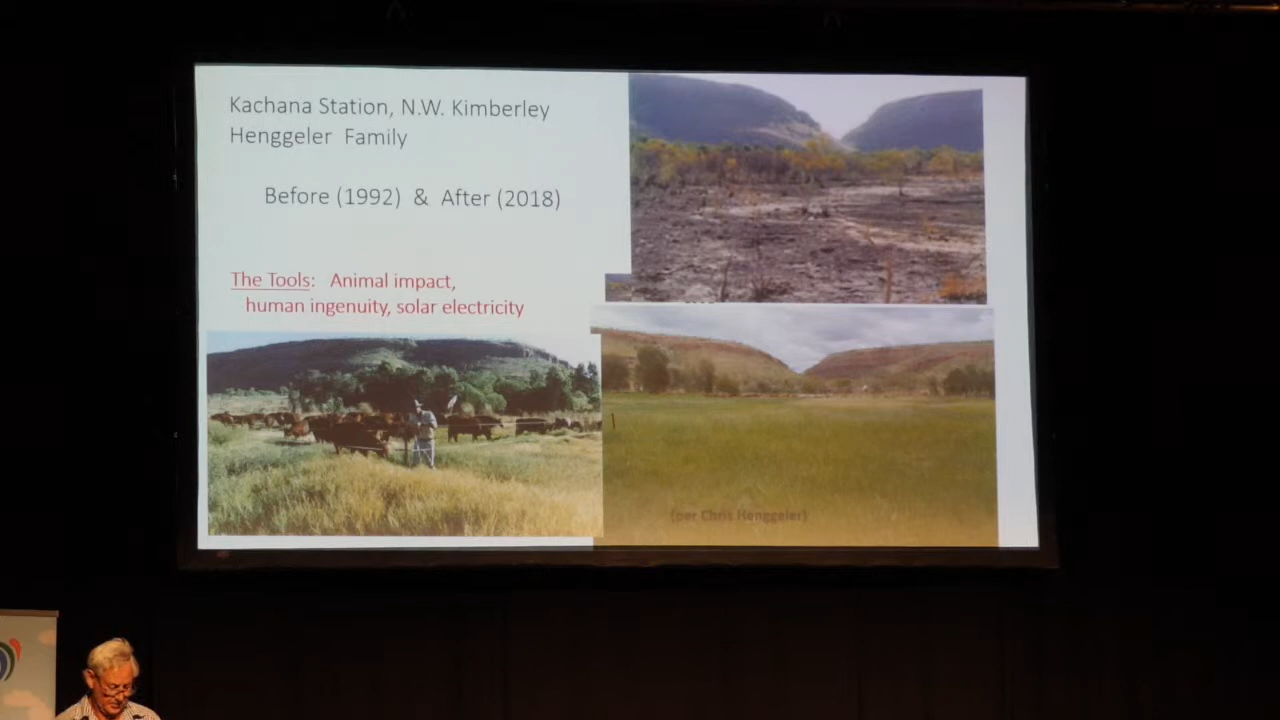 Kachana Station, N.W. Kimberley
Henggeler Family
Before (1992) & After (2018)
The Tools: Animal impact,
human ingenuity, solar electricity
(per Chris Henggeler)